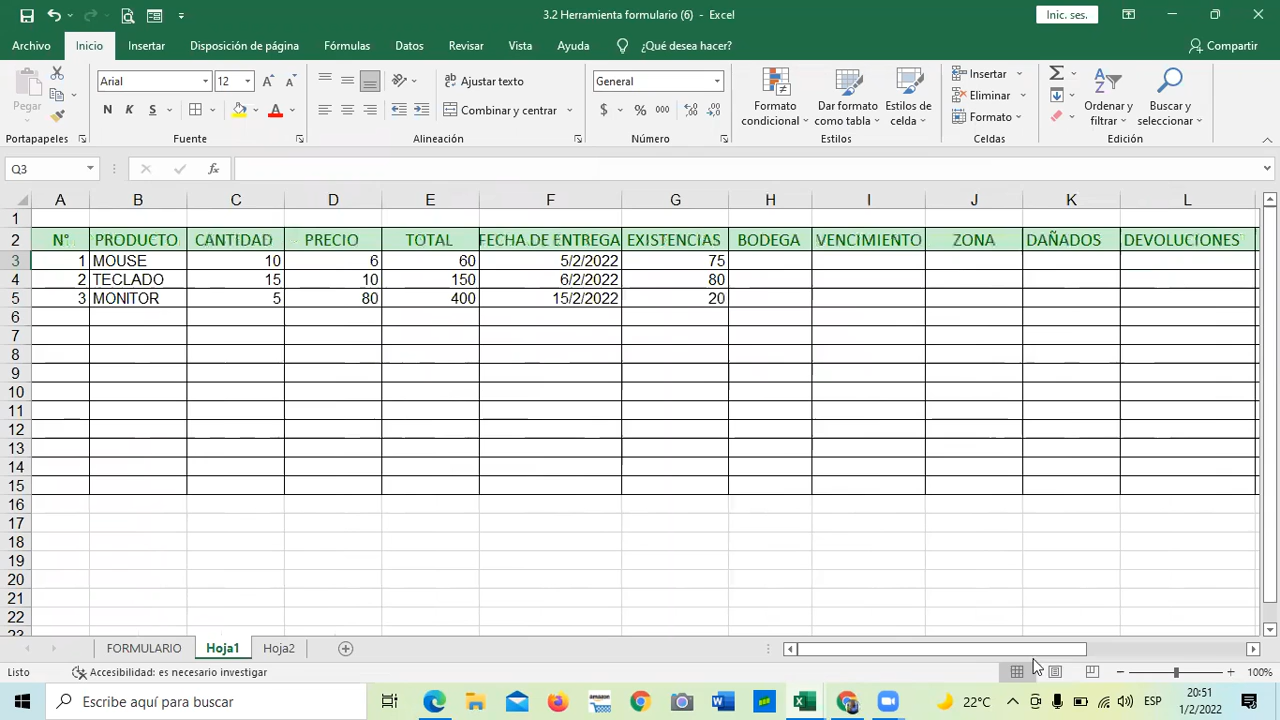 3.2 Herramienta formulario (6) - Excel
Inic. ses.
Archivo Inicio Insertar Disposición de página Fórmulas Datos Revisar Vista Ayuda ¿Qué desea hacer? Compartir
Pegar
Arial 12
N K S
Ajustar texto
Combinar y centrar
General
$ % 000
Formato condicional
Dar formato como tabla
Estilos de celda
Insertar
Eliminar
Formato
Ordenar y filtrar
Buscar y seleccionar
Portapapeles Fuente Alineación Número Estilos Celdas Edición
Q3 fx
A B C D E F G H I J K L
1
2 N° PRODUCTO CANTIDAD PRECIO TOTAL FECHA DE ENTREGA EXISTENCIAS BODEGA VENCIMIENTO ZONA DAÑADOS DEVOLUCIONES
3 1 MOUSE 10 6 60 5/2/2022 75
4 2 TECLADO 15 10 150 6/2/2022 80
5 3 MONITOR 5 80 400 15/2/2022 20
6
7
8
9
10
11
12
13
14
15
16
17
18
19
20
21
22
23
FORMULARIO Hoja1 Hoja2
Listo Accesibilidad: es necesario investigar 100%
Escribe aquí para buscar 22°C ESP 20:51
1/2/2022